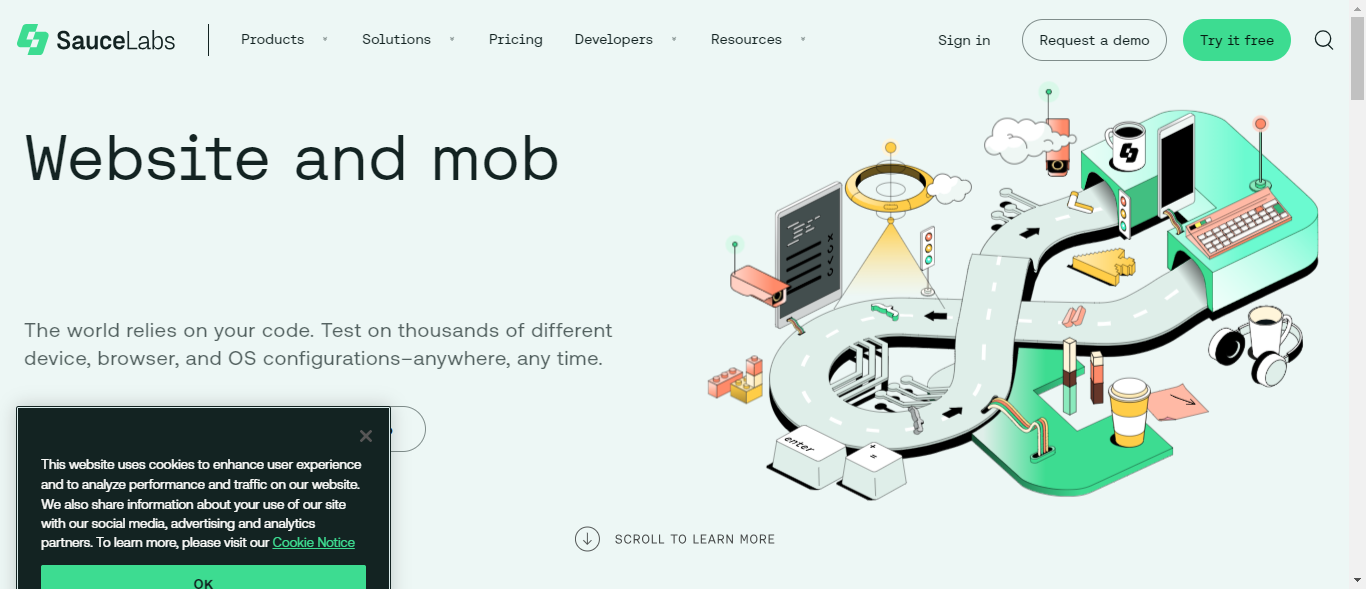 SauceLabs
Products
Solutions
Pricing
Developers
Resources
Sign in
Request a demo
Try it free
Website and mob
The world relies on your code. Test on thousands of different
device, browser, and OS configurations–anywhere, any time.
This website uses cookies to enhance user experience
and to analyze performance and traffic on our website.
We also share information about your use of our site
with our social media, advertising and analytics
partners. To learn more, please visit our Cookie Notice
OK
enter
+
=
SCROLL TO LEARN MORE